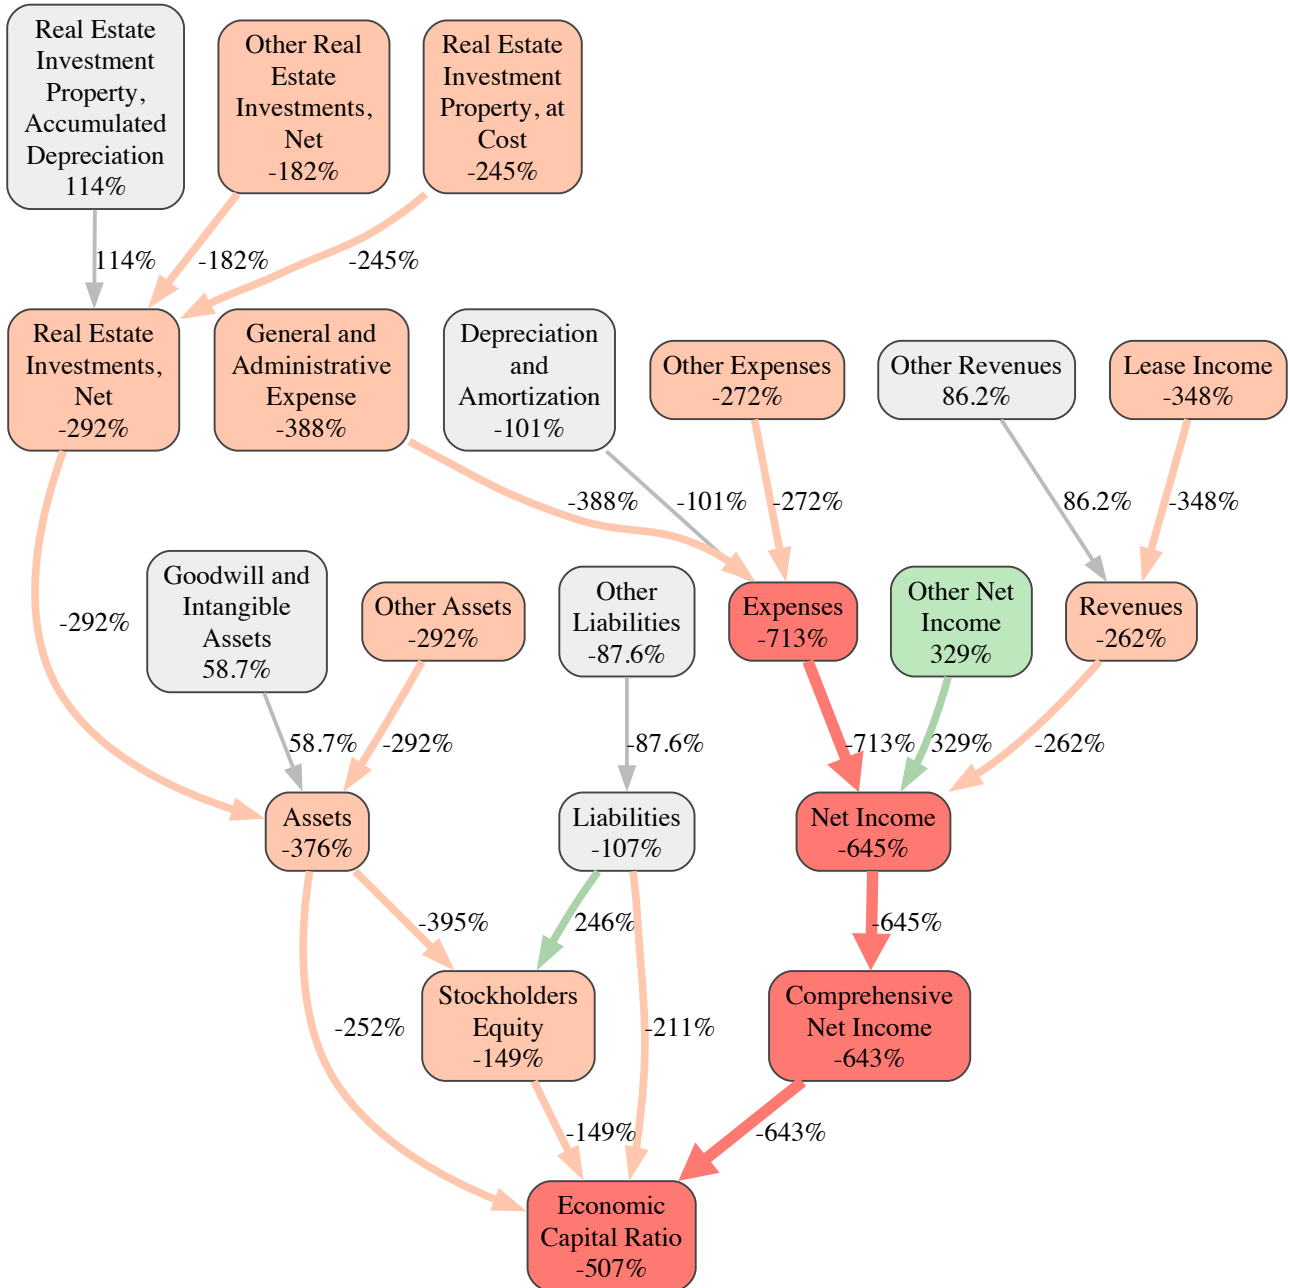 Real Estate
Investment
Property,
Accumulated
Depreciation
114%
Other Real
Estate
Investments,
Net
-182%
Real Estate
Investment
Property, at
Cost
-245%
114%
-182%
-245%
Real Estate
Investments,
Net
-292%
General and
Administrative
Expense
-388%
Depreciation
and
Amortization
-101%
Other Expenses
-272%
Other Revenues
86.2%
Lease Income
-348%
-388%
-101%
-272%
86.2%
-348%
-292%
Goodwill and
Intangible
Assets
58.7%
Other Assets
-292%
Other
Liabilities
-87.6%
Expenses
-713%
Other Net
Income
329%
Revenues
-262%
58.7%
-292%
-87.6%
-713%
329%
-262%
Assets
-376%
Liabilities
-107%
Net Income
-645%
-395%
246%
-645%
-252%
Stockholders
Equity
-149%
-211%
Comprehensive
Net Income
-643%
-149%
-643%
Economic
Capital Ratio
-507%